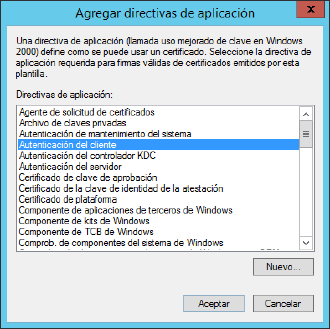 Agregar directivas de aplicación
Una directiva de aplicación (llamada uso mejorado de clave en Windows
2000) define como se puede usar un certificado. Seleccione la directiva de
aplicación requerida para firmas válidas de certificados emitidos por esta
plantilla.
Directivas de aplicación:
Agente de solicitud de certificados
Archivo de claves privadas
Autenticación de mantenimiento del sistema
Autenticación del cliente
Autenticación del controlador KDC
Autenticación del servidor
Certificado de clave de aprobación
Certificado de la clave de identidad de la atestación
Certificado de plataforma
Componente de aplicaciones de terceros de Windows
Componente de kits de Windows
Componente de TCB de Windows
Comprob. de componentes del sistema de Windows
Nuevo...
Aceptar
Cancelar